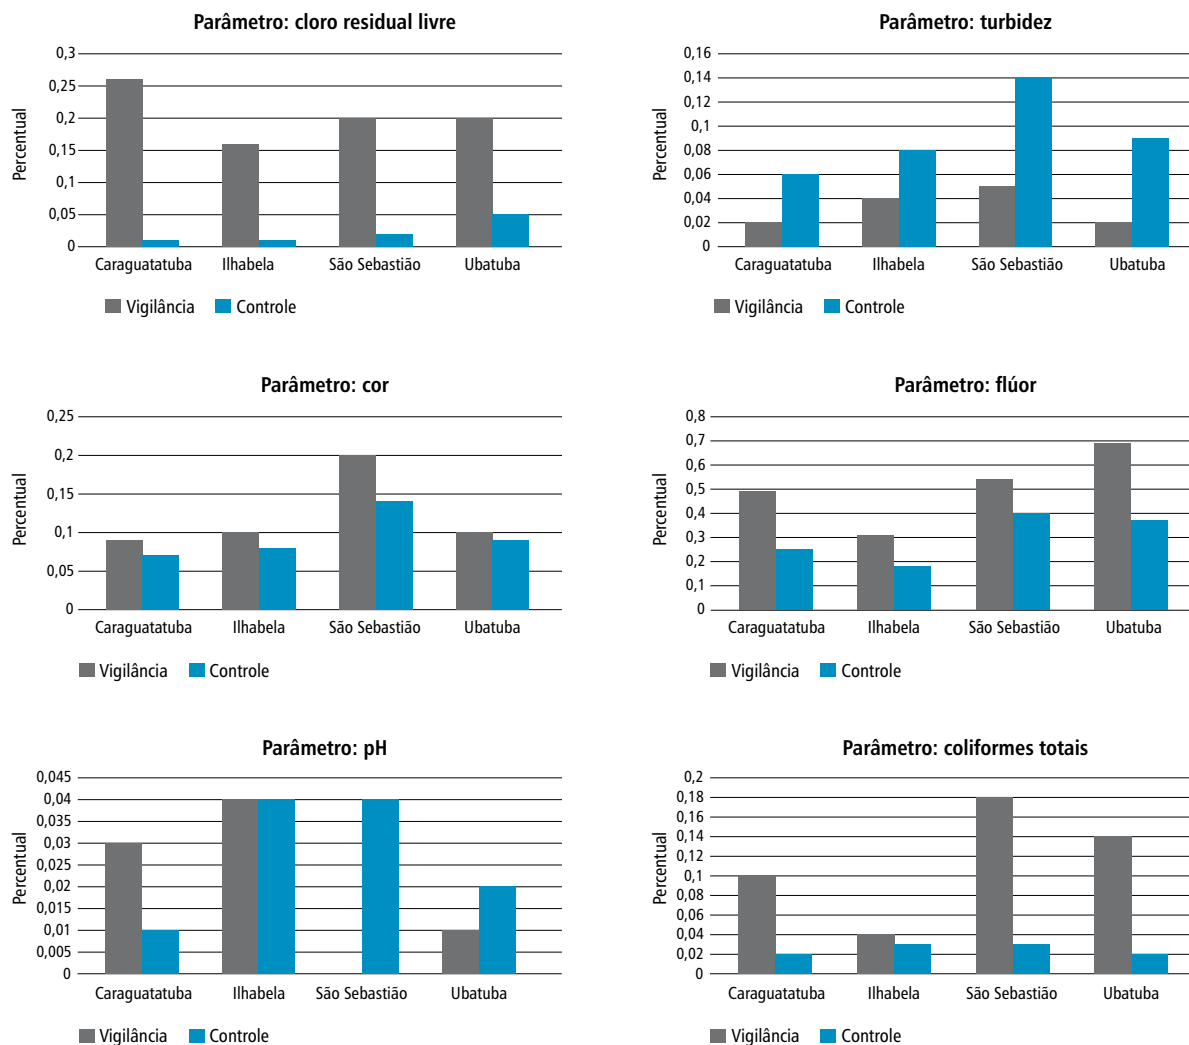 Parâmetro: cloro residual livre
Percentual
0,3
0,25
0,2
0,15
0,1
0,05
0
Caraguatatuba Ilhabela São Sebastião Ubatuba
Vigilância Controle
Parâmetro: turbidez
Percentual
0,16
0,14
0,12
0,1
0,08
0,06
0,04
0,02
0
Caraguatatuba Ilhabela São Sebastião Ubatuba
Vigilância Controle
Parâmetro: cor
Percentual
0,25
0,2
0,15
0,1
0,05
0
Caraguatatuba Ilhabela São Sebastião Ubatuba
Vigilância Controle
Parâmetro: flúor
Percentual
0,8
0,7
0,6
0,5
0,4
0,3
0,2
0,1
0
Caraguatatuba Ilhabela São Sebastião Ubatuba
Vigilância Controle
Parâmetro: pH
Percentual
0,045
0,04
0,035
0,03
0,025
0,02
0,015
0,01
0,005
0
Caraguatatuba Ilhabela São Sebastião Ubatuba
Vigilância Controle
Parâmetro: coliformes totais
Percentual
0,2
0,18
0,16
0,14
0,12
0,1
0,08
0,06
0,04
0,02
0
Caraguatatuba Ilhabela São Sebastião Ubatuba
Vigilância Controle